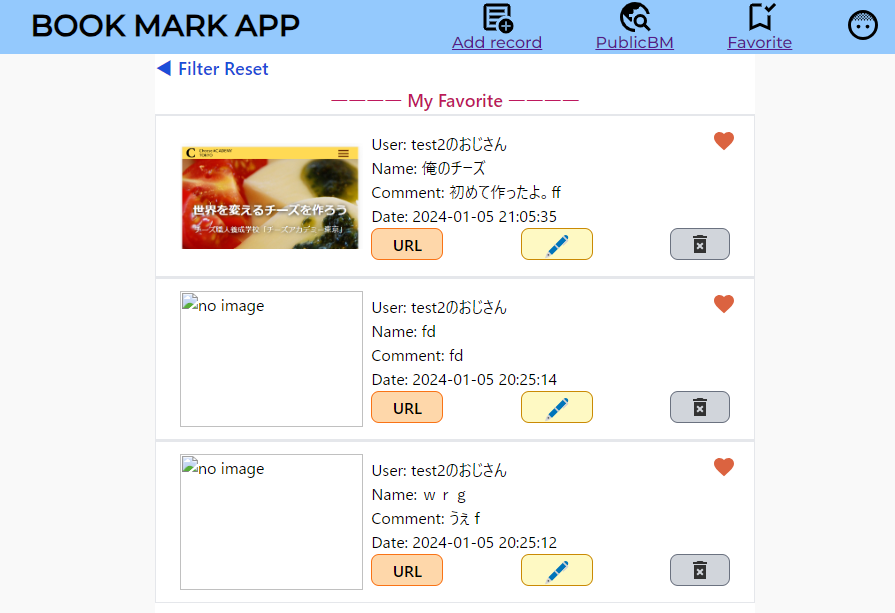 BOOK MARK APP
Add record
PublicBM
Favorite
◀ Filter Reset
———— My Favorite ————
C CheeseACADEMY
TOKYO
世界を変えるチーズを作ろう
チーズ職人養成学校「チーズアカデミー東京」
User: test2のおじさん
Name: 俺のチーズ
Comment: 初めて作ったよ。ff
Date: 2024-01-05 21:05:35
URL
no image
User: test2のおじさん
Name: fd
Comment: fd
Date: 2024-01-05 20:25:14
URL
no image
User: test2のおじさん
Name: ｗｒｇ
Comment: うぇｆ
Date: 2024-01-05 20:25:12
URL